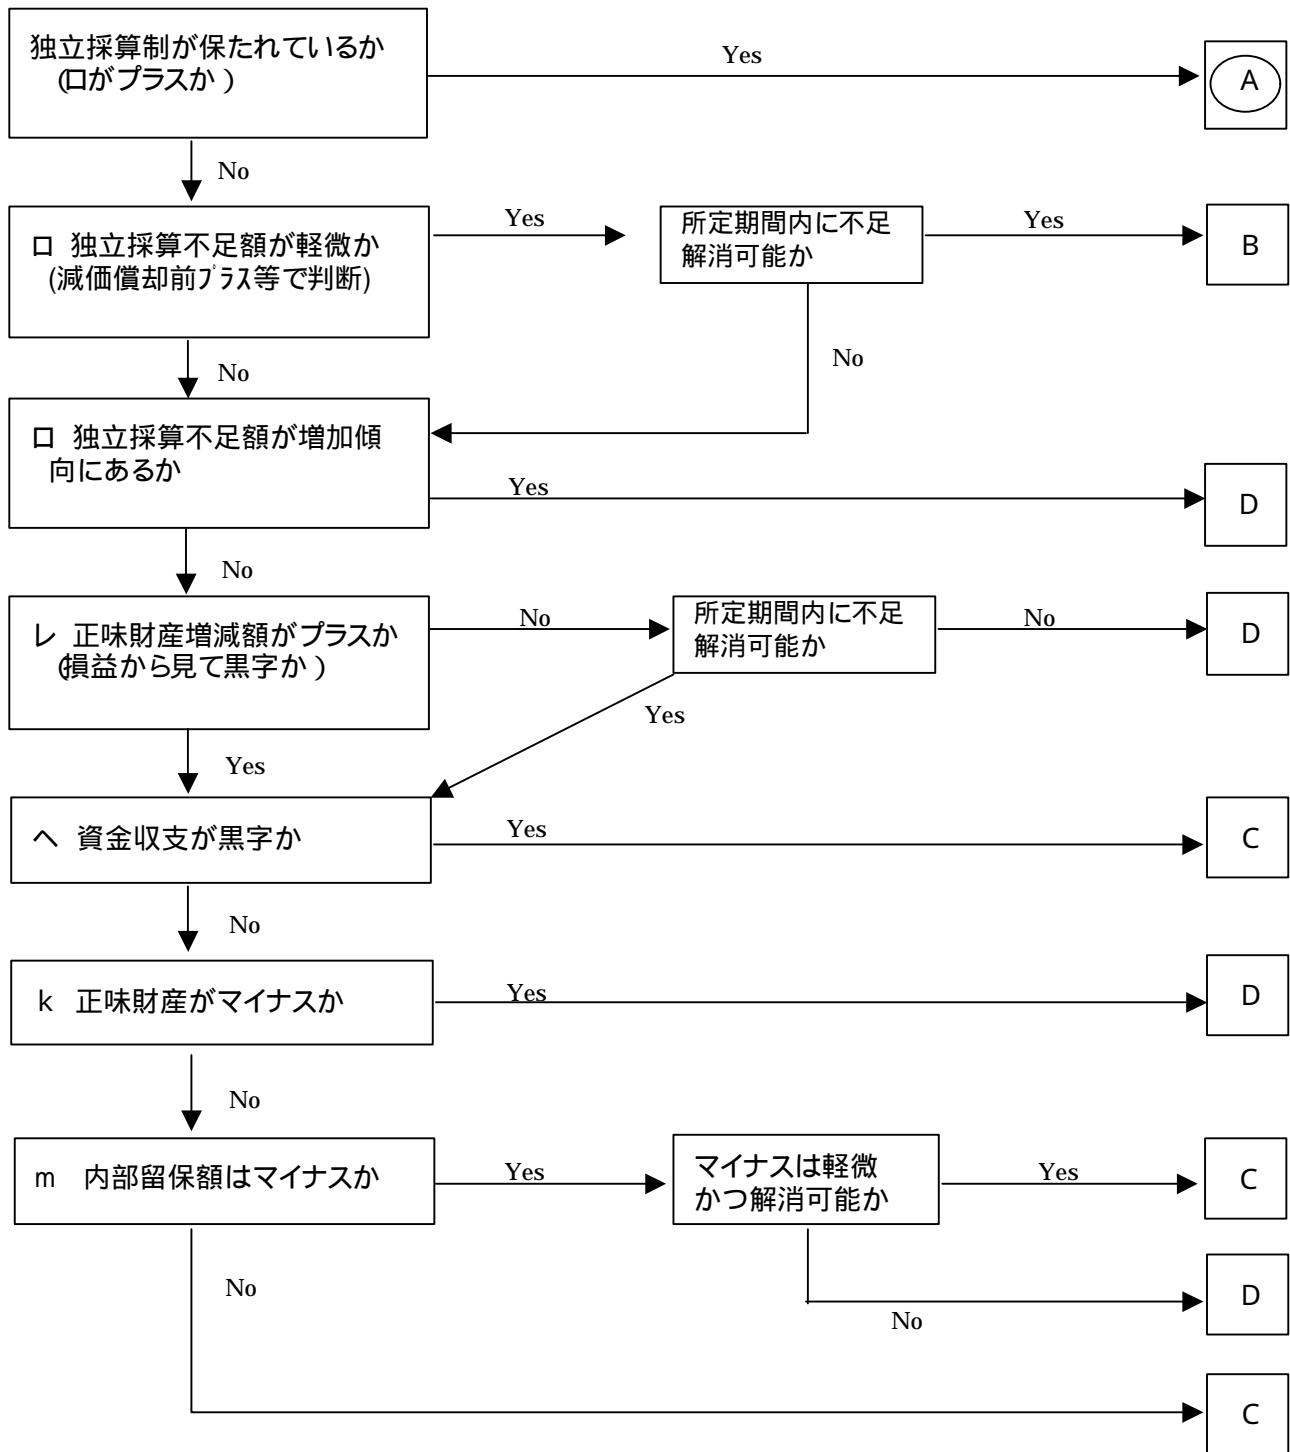 独立採算制が保たれているか
(ロがプラスか)
Yes
A
No
ロ 独立採算不足額が軽微か
(減価償却前プラス等で判断)
Yes
所定期間内に不足
解消可能か
Yes
B
No
No
ロ 独立採算不足額が増加傾
向にあるか
Yes
D
No
レ 正味財産増減額がプラスか
(損益から見て黒字か)
No
所定期間内に不足
解消可能か
No
D
Yes
Yes
ヘ 資金収支が黒字か
Yes
C
No
k 正味財産がマイナスか
Yes
D
No
m 内部留保額はマイナスか
Yes
マイナスは軽微
かつ解消可能か
Yes
C
No
D
No
C